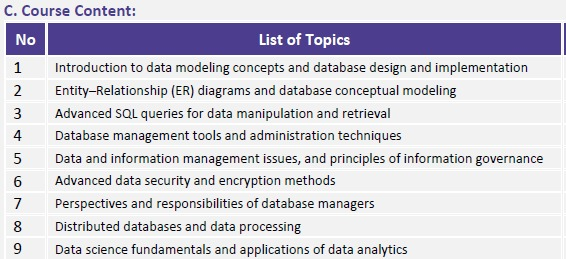 C. Course Content:
No List of Topics
1 Introduction to data modeling concepts and database design and implementation
2 Entity–Relationship (ER) diagrams and database conceptual modeling
3 Advanced SQL queries for data manipulation and retrieval
4 Database management tools and administration techniques
5 Data and information management issues, and principles of information governance
6 Advanced data security and encryption methods
7 Perspectives and responsibilities of database managers
8 Distributed databases and data processing
9 Data science fundamentals and applications of data analytics